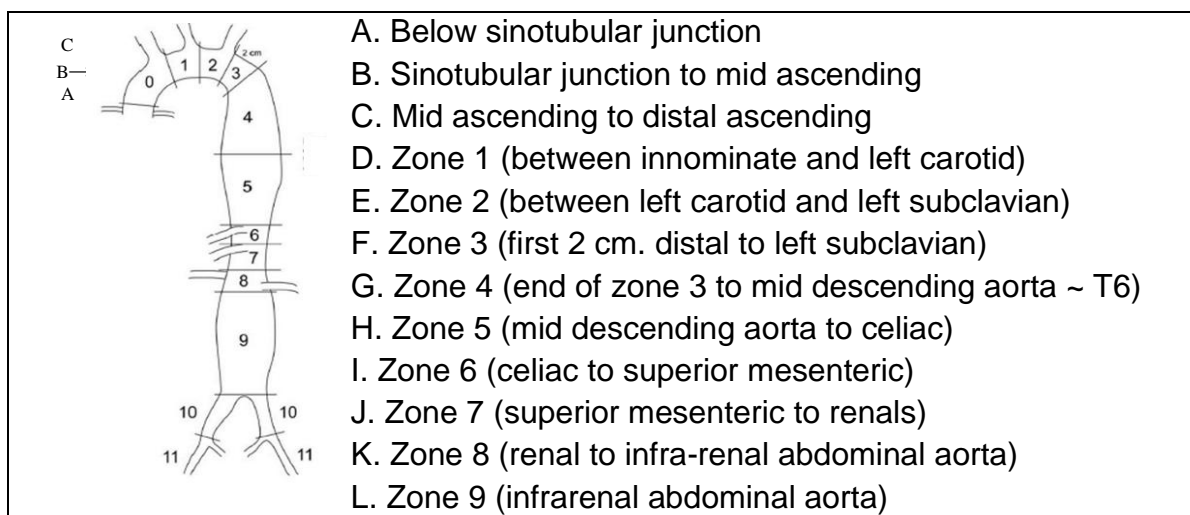 C
B
A
0
1
2
2 cm
3
4
5
6
7
8
9
10
10
11
11
A. Below sinotubular junction
B. Sinotubular junction to mid ascending
C. Mid ascending to distal ascending
D. Zone 1 (between innominate and left carotid)
E. Zone 2 (between left carotid and left subclavian)
F. Zone 3 (first 2 cm. distal to left subclavian)
G. Zone 4 (end of zone 3 to mid descending aorta ~ T6)
H. Zone 5 (mid descending aorta to celiac)
I. Zone 6 (celiac to superior mesenteric)
J. Zone 7 (superior mesenteric to renals)
K. Zone 8 (renal to infra-renal abdominal aorta)
L. Zone 9 (infrarenal abdominal aorta)